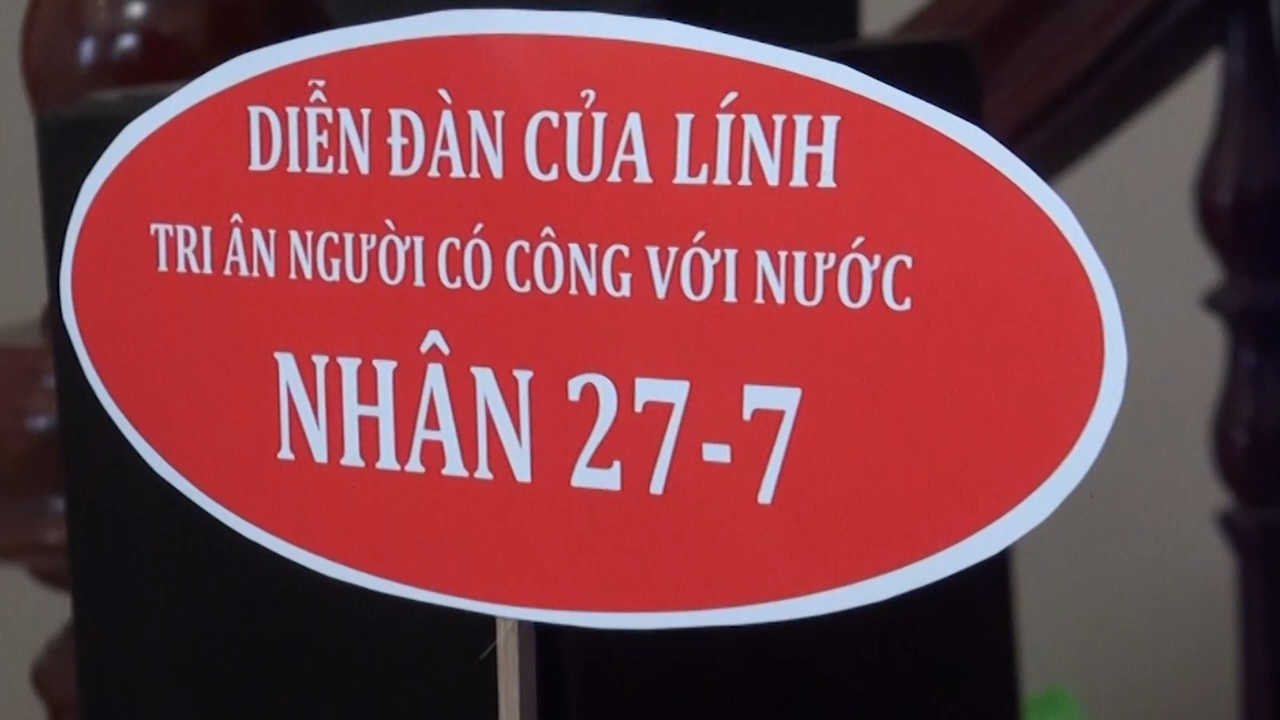 DIỄN ĐÀN CỦA LÍNH
TRI ÂN NGƯỜI CÓ CÔNG VỚI NƯỚC
NHÂN 27-7